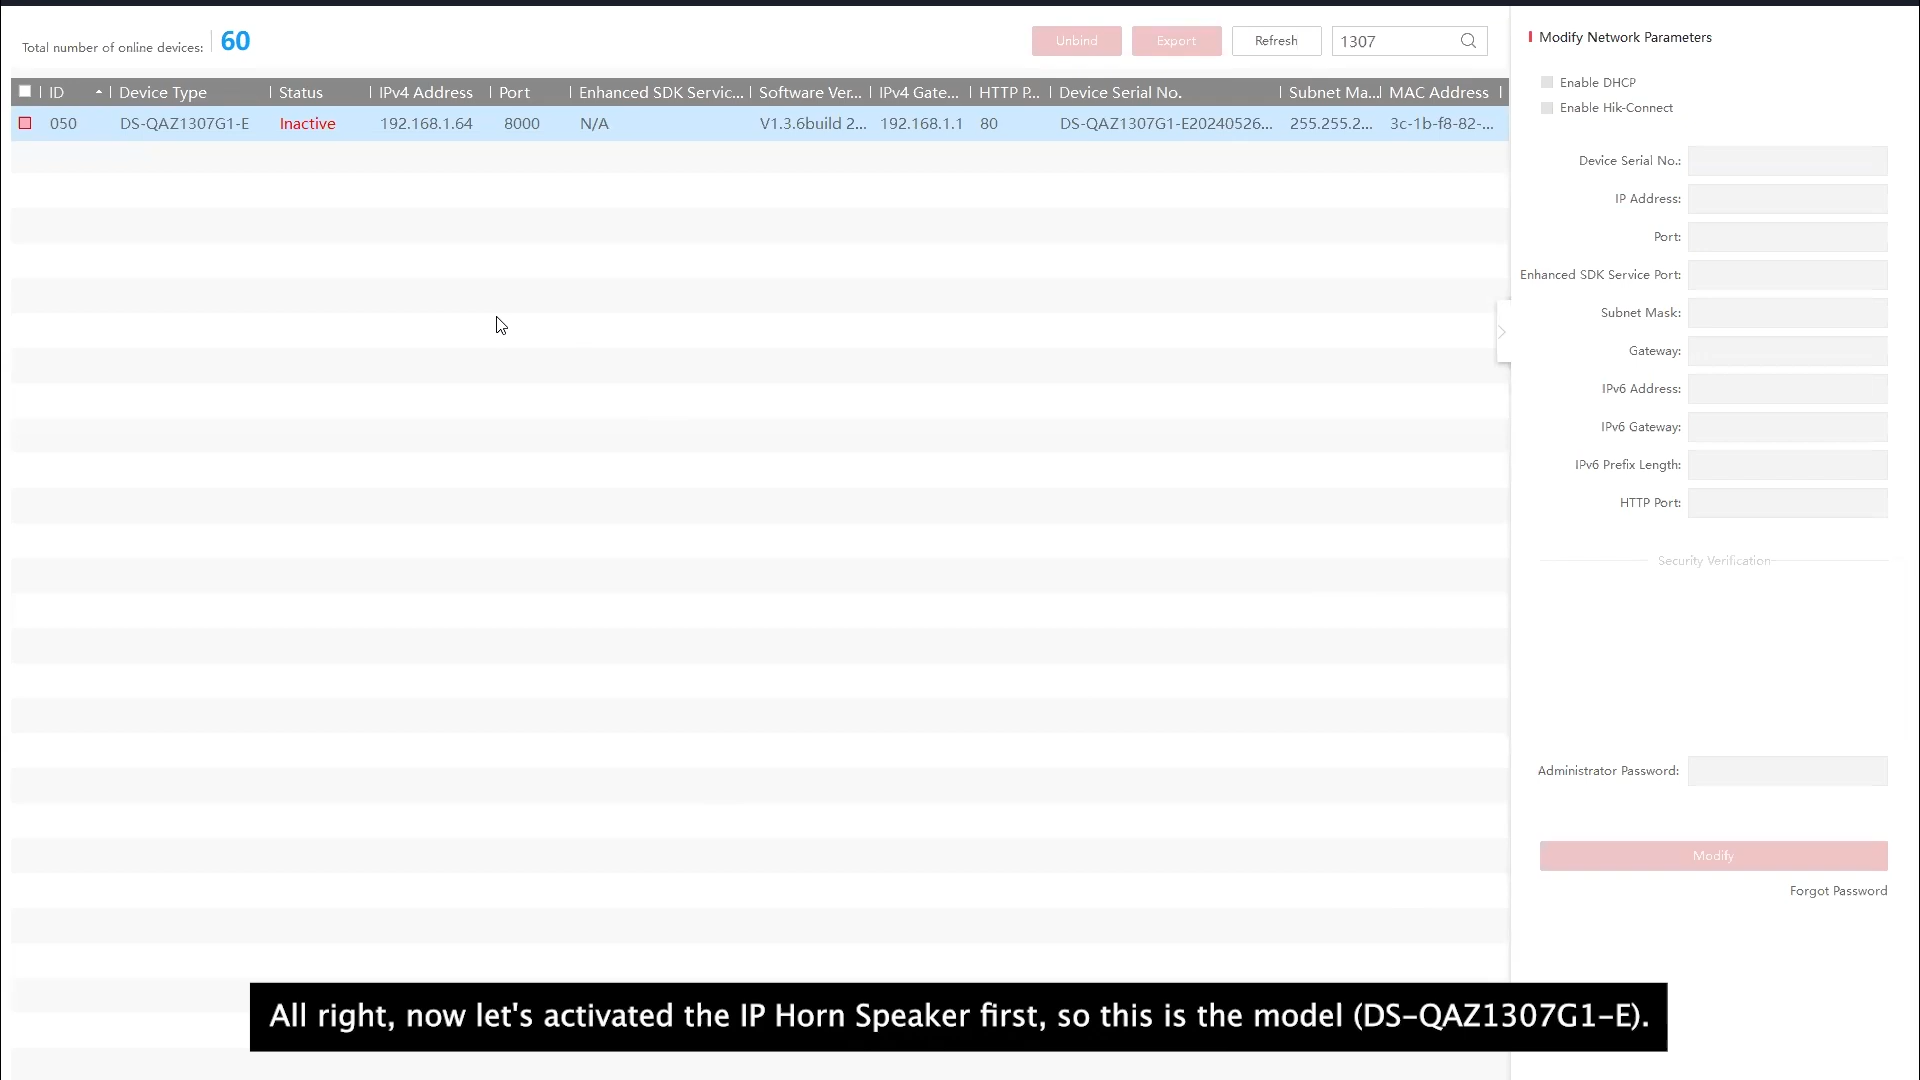 Total number of online devices: 60
Unbind
Export
Refresh
1307
ID Device Type Status IPv4 Address Port Enhanced SDK Servic... Software Ver... IPv4 Gate... HTTP P... Device Serial No. Subnet Ma... MAC Address
050 DS-QAZ1307G1-E Inactive 192.168.1.64 8000 N/A V1.3.6build 2... 192.168.1.1 80 DS-QAZ1307G1-E20240526... 255.255.2... 3c-1b-f8-82-...
Modify Network Parameters
Enable DHCP
Enable Hik-Connect
Device Serial No.:
IP Address:
Port:
Enhanced SDK Service Port:
Subnet Mask:
Gateway:
IPv6 Address:
IPv6 Gateway:
IPv6 Prefix Length:
HTTP Port:
Security Verification
Administrator Password:
Modify
Forgot Password
All right, now let's activated the IP Horn Speaker first, so this is the model (DS-QAZ1307G1-E).